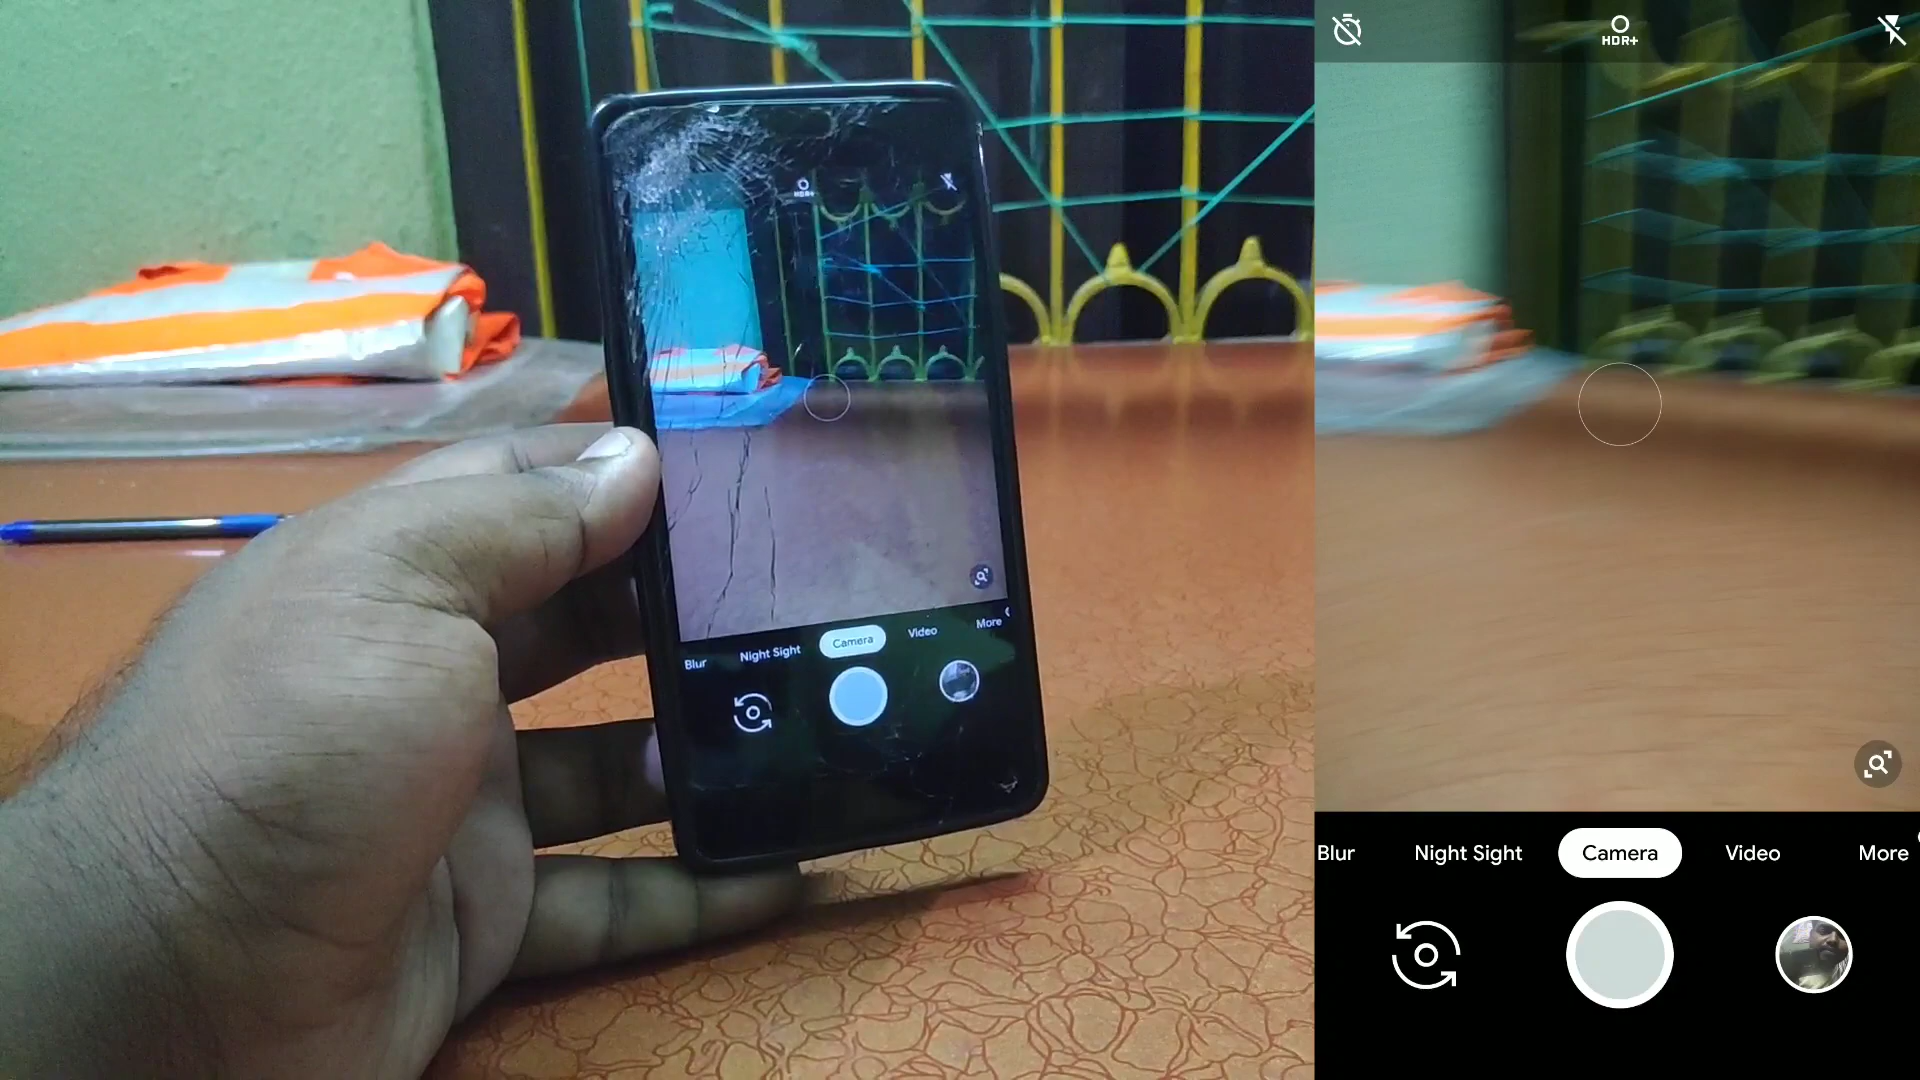 HDR+
Blur
Night Sight
Camera
Video
More
HDR+
Blur
Night Sight
Camera
Video
More